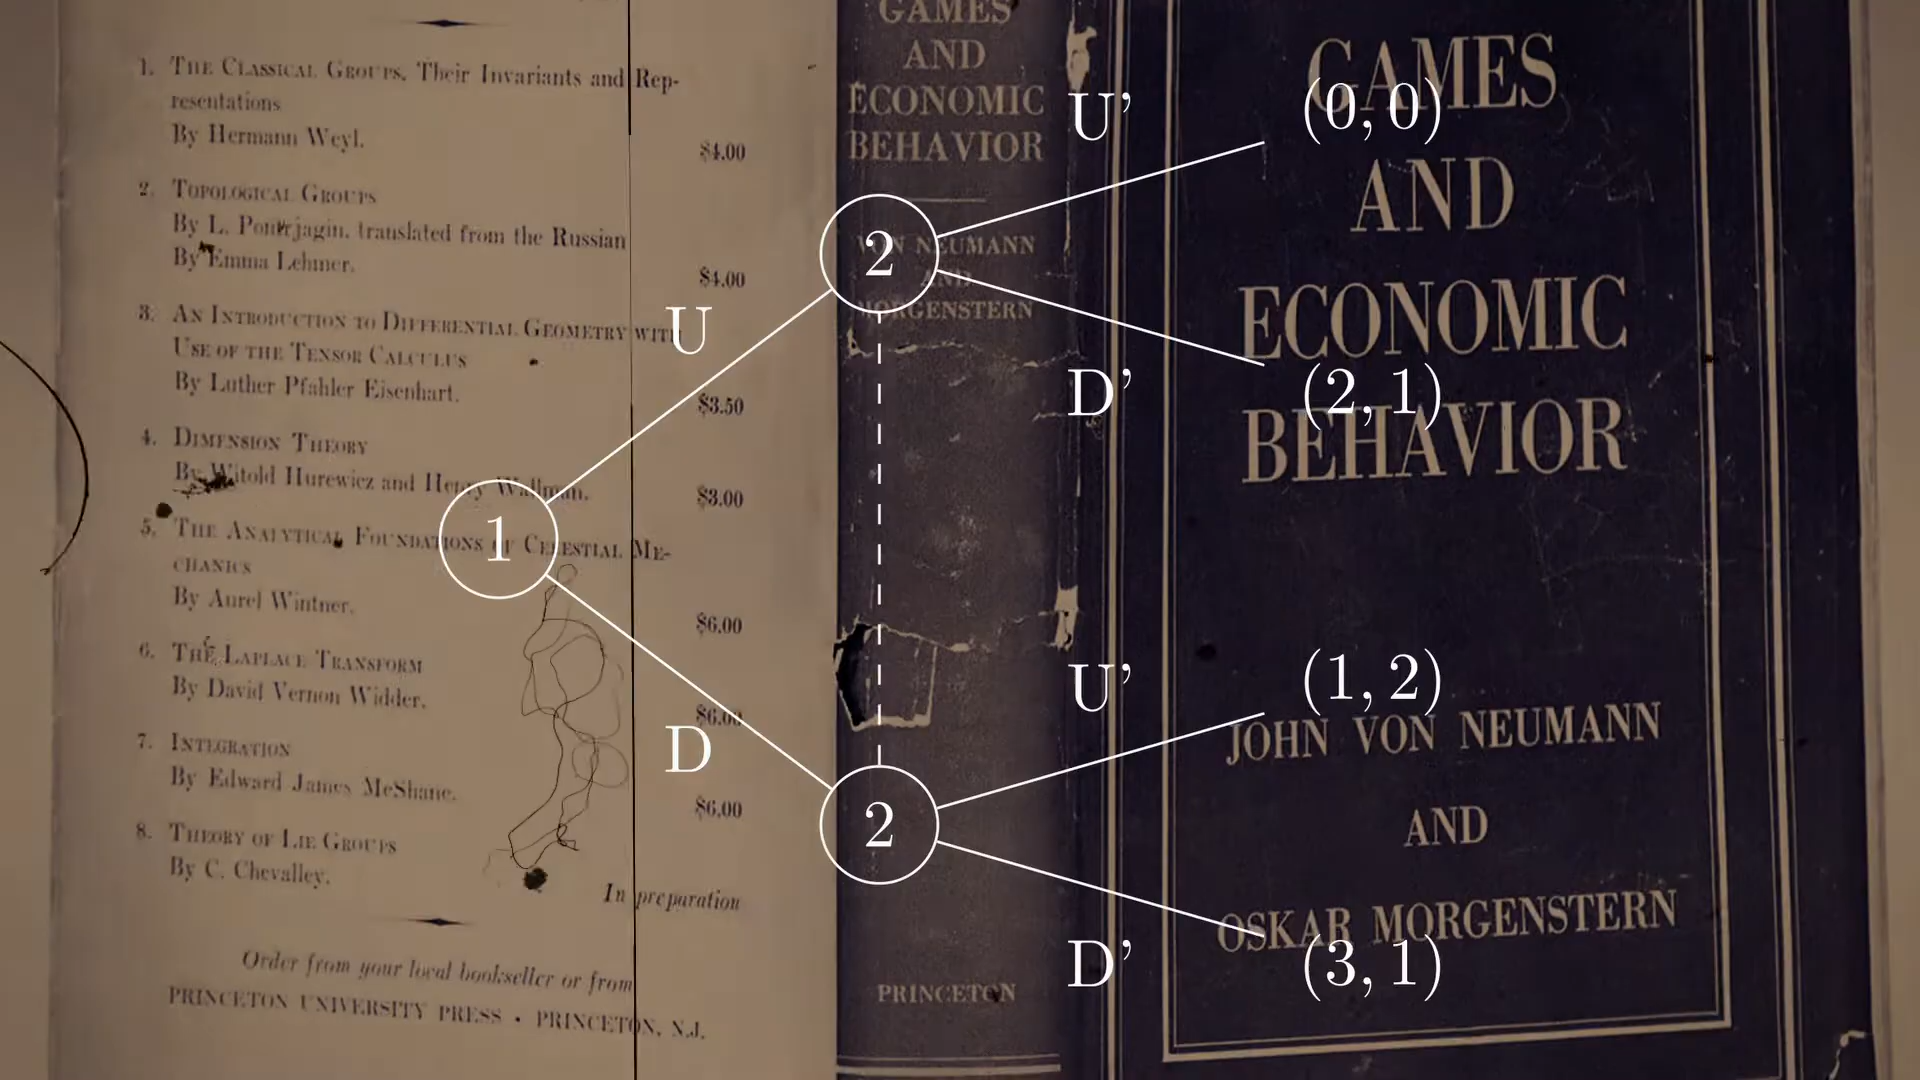 1. THE CLASSICAL GROUPS, Their Invariants and Rep-
resentations
By Hermann Weyl.
$4.00
2. TOPOLOGICAL GROUPS
By L. Pontrjagin, translated from the Russian
By Emma Lehmer.
$4.00
3. AN INTRODUCTION TO DIFFERENTIAL GEOMETRY WITH
USE OF THE TENSOR CALCULUS
By Luther Pfahler Eisenhart.
$3.50
4. DIMENSION THEORY
By Witold Hurewicz and Henry Wallman.
$3.00
5. THE ANALYTICAL FOUNDATIONS OF CELESTIAL ME-
CHANICS
By Aurel Wintner.
$6.00
6. THE LAPLACE TRANSFORM
By David Vernon Widder.
$6.00
7. INTEGRATION
By Edward James McShane.
$6.00
8. THEORY OF LIE GROUPS
By C. Chevalley.
In preparation
Order from your local bookseller or from
PRINCETON UNIVERSITY PRESS • PRINCETON, N.J.
GAMES
AND
ECONOMIC
BEHAVIOR
VON NEUMANN
AND
MORGENSTERN
PRINCETON
GAMES
AND
ECONOMIC
BEHAVIOR
JOHN VON NEUMANN
AND
OSKAR MORGENSTERN
1
U
D
2
2
U'
(0, 0)
D'
(2, 1)
U'
(1, 2)
D'
(3, 1)